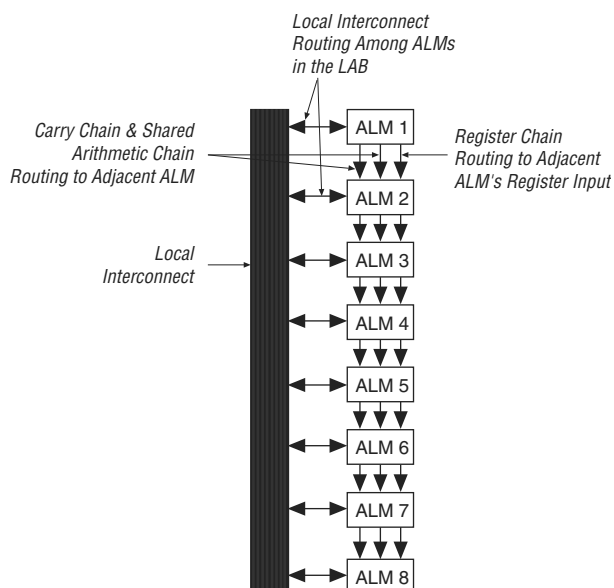 Local Interconnect
Routing Among ALMs
in the LAB
Carry Chain & Shared
Arithmetic Chain
Routing to Adjacent ALM
Register Chain
Routing to Adjacent
ALM's Register Input
Local
Interconnect
ALM 1
ALM 2
ALM 3
ALM 4
ALM 5
ALM 6
ALM 7
ALM 8